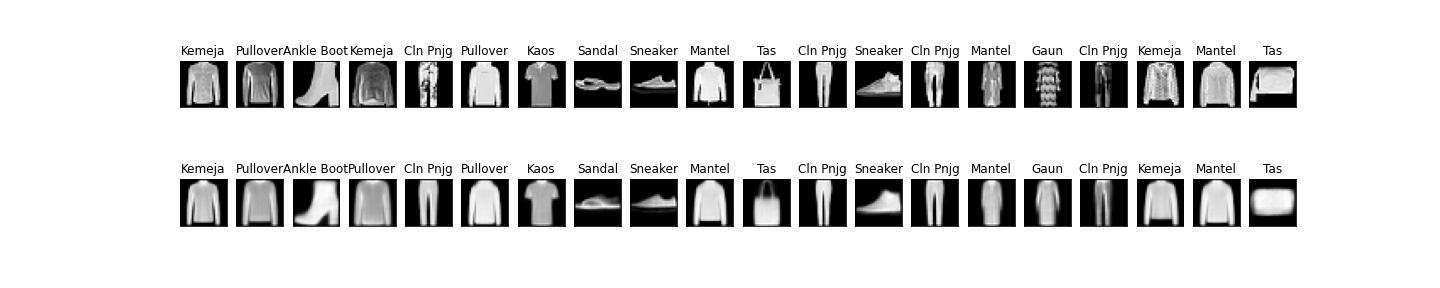 Kemeja Pullover Ankle Boot Kemeja Cln Pnjg Pullover Kaos Sandal Sneaker Mantel Tas Cln Pnjg Sneaker Cln Pnjg Mantel Gaun Cln Pnjg Kemeja Mantel Tas
Kemeja Pullover Ankle Boot Pullover Cln Pnjg Pullover Kaos Sandal Sneaker Mantel Tas Cln Pnjg Sneaker Cln Pnjg Mantel Gaun Cln Pnjg Kemeja Mantel Tas